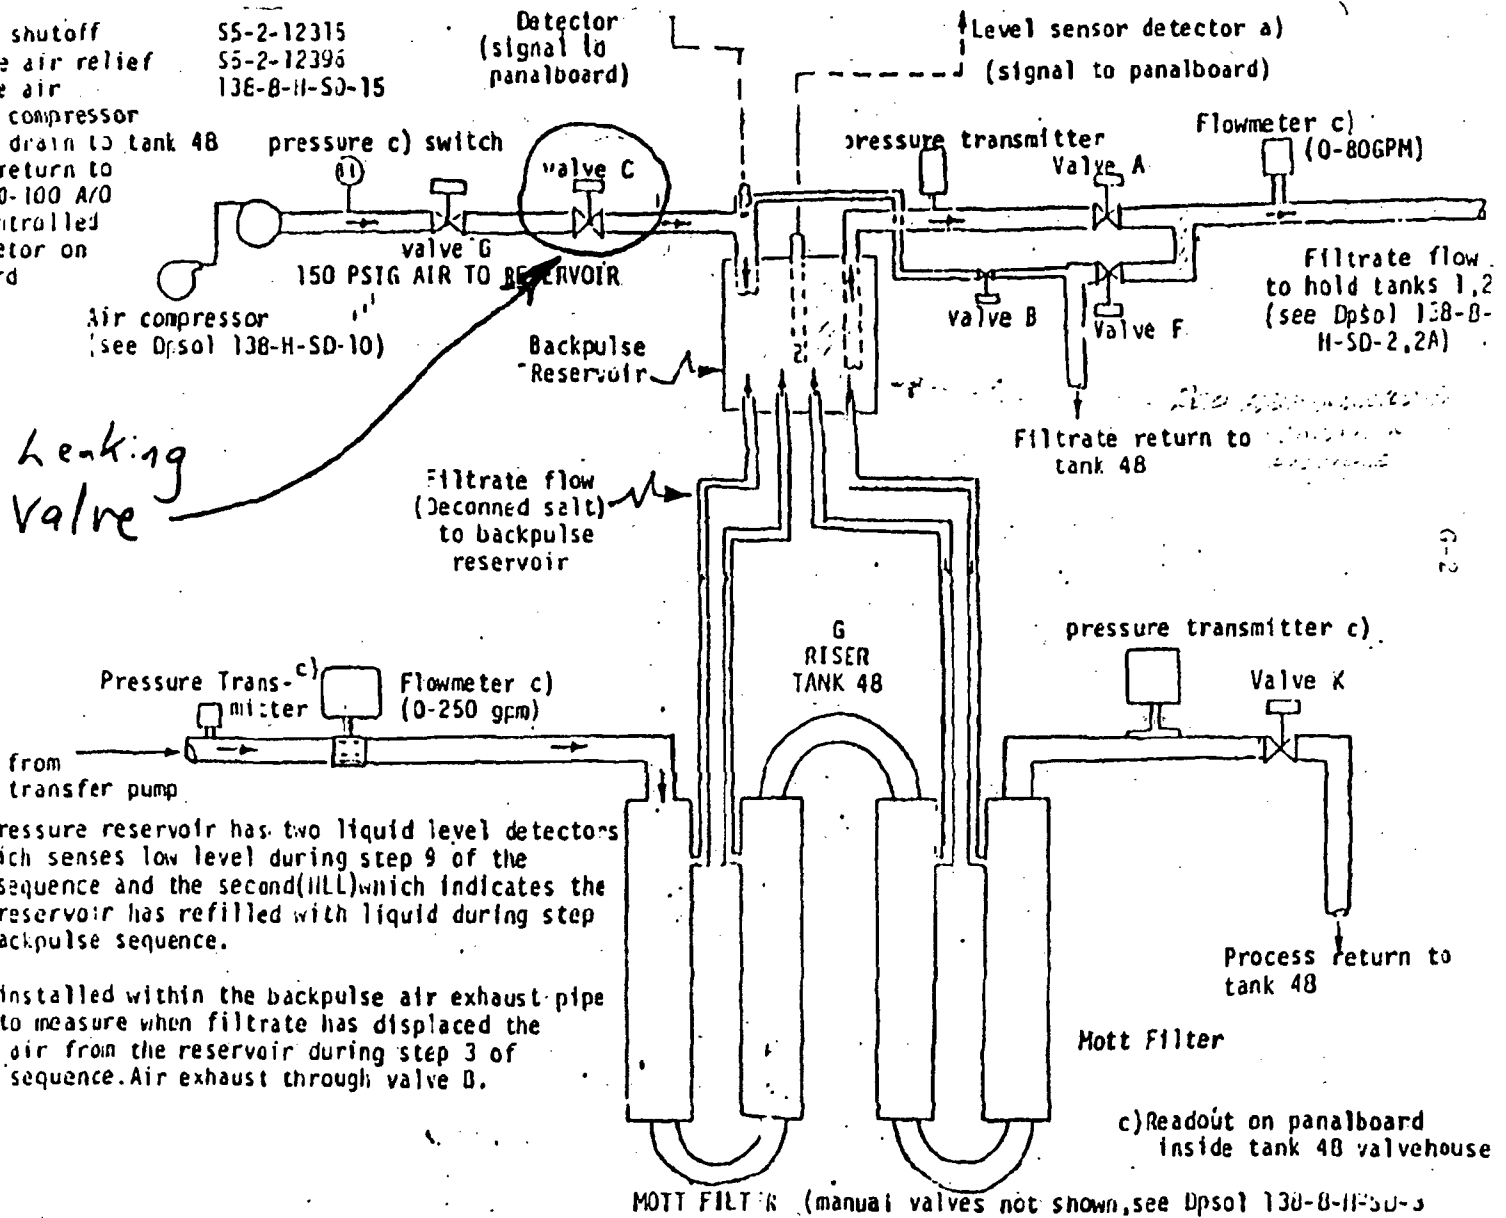 shutoff SS-2-12315
e air relief SS-2-12396
e air 138-8-H-SD-15
compressor
drain to tank 48
return to
0-100 A/O
ntrolled
etor on
rd
Detector
(signal to
panalboard)
Level sensor detector a)
(signal to panalboard)
pressure c) switch
valve C
valve G
150 PSIG AIR TO RESERVOIR
Air compressor
(see Dpsol 138-H-SD-10)
pressure transmitter
Valve A
Flowmeter c)
(0-80GPM)
valve B
Valve F
Filtrate flow
to hold tanks 1,2
(see Dpsol 138-8-
H-SD-2,2A)
Backpulse
Reservoir
Filtrate return to
tank 48
Leaking
Valve
Filtrate flow
(Deconned salt)
to backpulse
reservoir
G-2
G
RISER
TANK 48
pressure transmitter c)
Valve K
Pressure Trans- c)
mitter
Flowmeter c)
(0-250 gpm)
from
transfer pump
ressure reservoir has two liquid level detectors
ich senses low level during step 9 of the
sequence and the second(HLL)which indicates the
reservoir has refilled with liquid during step
ackpulse sequence.
installed within the backpulse air exhaust pipe
to measure when filtrate has displaced the
air from the reservoir during step 3 of
sequence.Air exhaust through valve B.
Process return to
tank 48
Mott Filter
c)Readout on panalboard
inside tank 48 valvehouse
MOTT FILTER (manual valves not shown,see Dpsol 138-8-H-SD-3